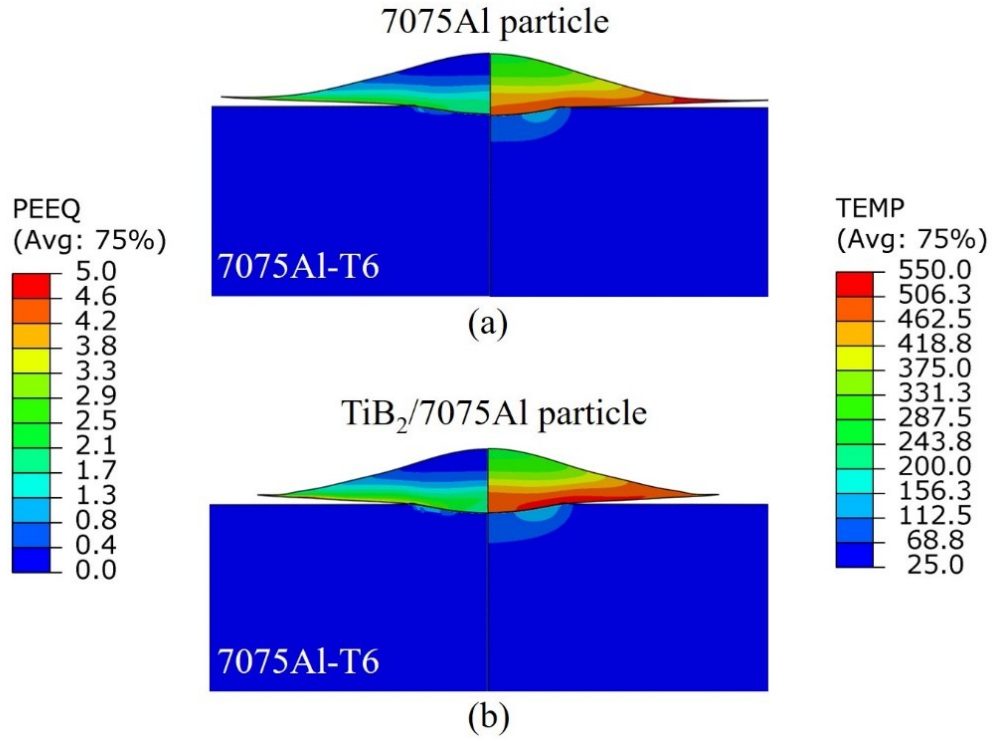 7075Al particle
7075Al-T6
(a)
PEEQ
(Avg: 75%)
5.0
4.6
4.2
3.8
3.3
2.9
2.5
2.1
1.7
1.3
0.8
0.4
0.0
TEMP
(Avg: 75%)
550.0
506.3
462.5
418.8
375.0
331.3
287.5
243.8
200.0
156.3
112.5
68.8
25.0
TiB₂/7075Al particle
7075Al-T6
(b)